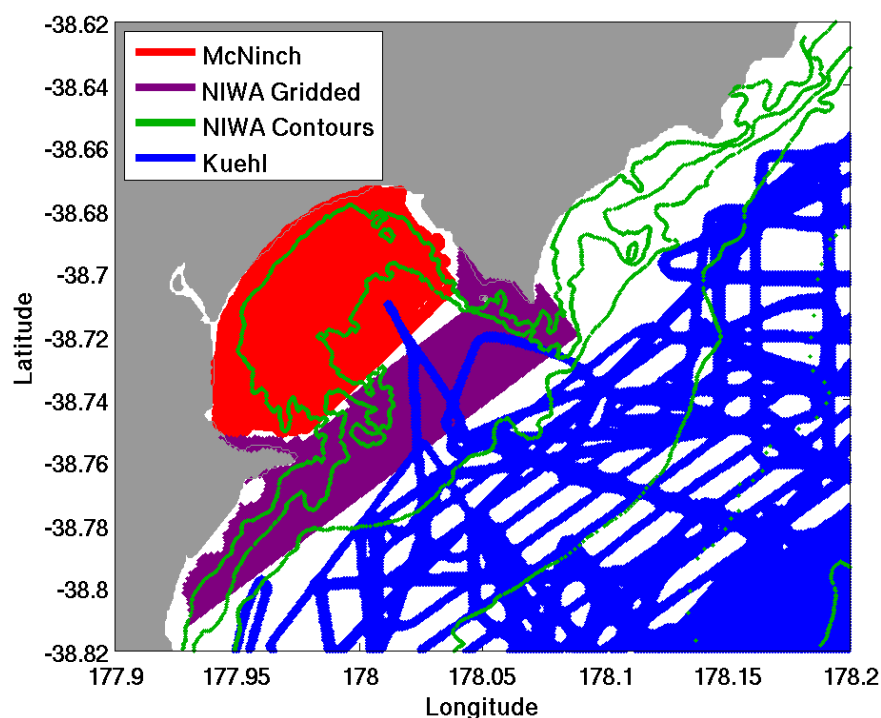 -38.62
-38.64
-38.66
-38.68
-38.7
-38.72
-38.74
-38.76
-38.78
-38.8
-38.82
Latitude
McNinch
NIWA Gridded
NIWA Contours
Kuehl
177.9 177.95 178 178.05 178.1 178.15 178.2
Longitude